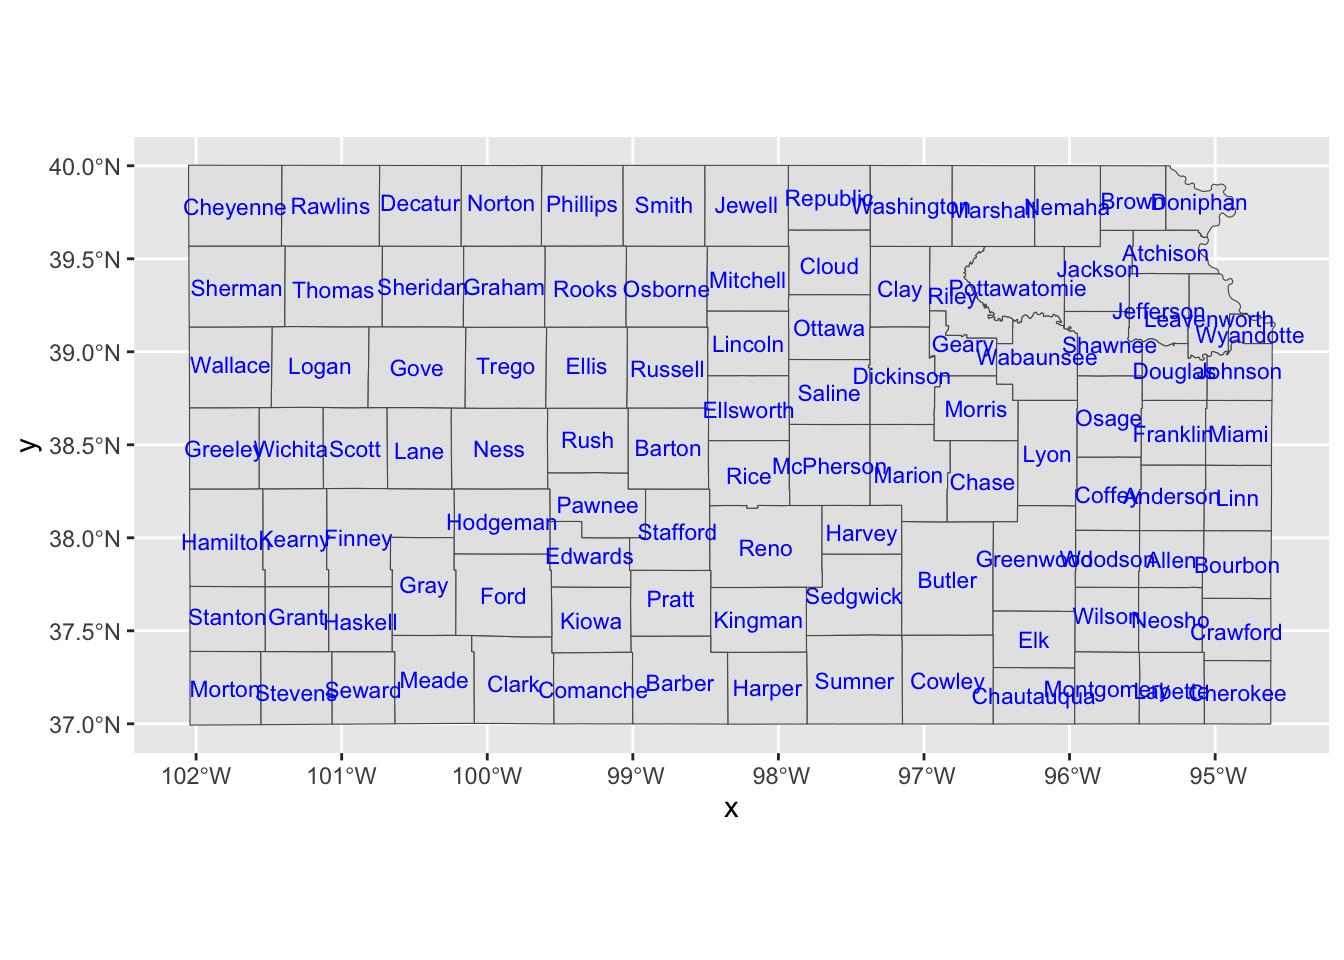 40.0°N
Cheyenne Rawlins Decatur Norton Phillips Smith Jewell Republic Washington Marshall Nemaha Brown Doniphan
39.5°N
Sherman Thomas Sheridan Graham Rooks Osborne Mitchell Cloud Clay Riley Pottawatomie Jackson Atchison
Lincoln Ottawa Geary Wabaunsee Shawnee Jefferson Leavenworth Wyandotte
39.0°N
Wallace Logan Gove Trego Ellis Russell Ellsworth Saline Dickinson Morris Douglas Johnson
y
38.5°N
Greeley Wichita Scott Lane Ness Rush Barton Rice McPherson Marion Chase Lyon Osage Franklin Miami
Hamilton Kearny Finney Hodgeman Pawnee Stafford Reno Harvey Coffey Anderson Linn
38.0°N
Gray Ford Edwards Pratt Sedgwick Butler Greenwood Woodson Allen Bourbon
37.5°N
Stanton Grant Haskell Kiowa Kingman Elk Wilson Neosho Crawford
Morton Stevens Seward Meade Clark Comanche Barber Harper Sumner Cowley Chautauqua Montgomery Labette Cherokee
37.0°N
102°W 101°W 100°W 99°W 98°W 97°W 96°W 95°W
x